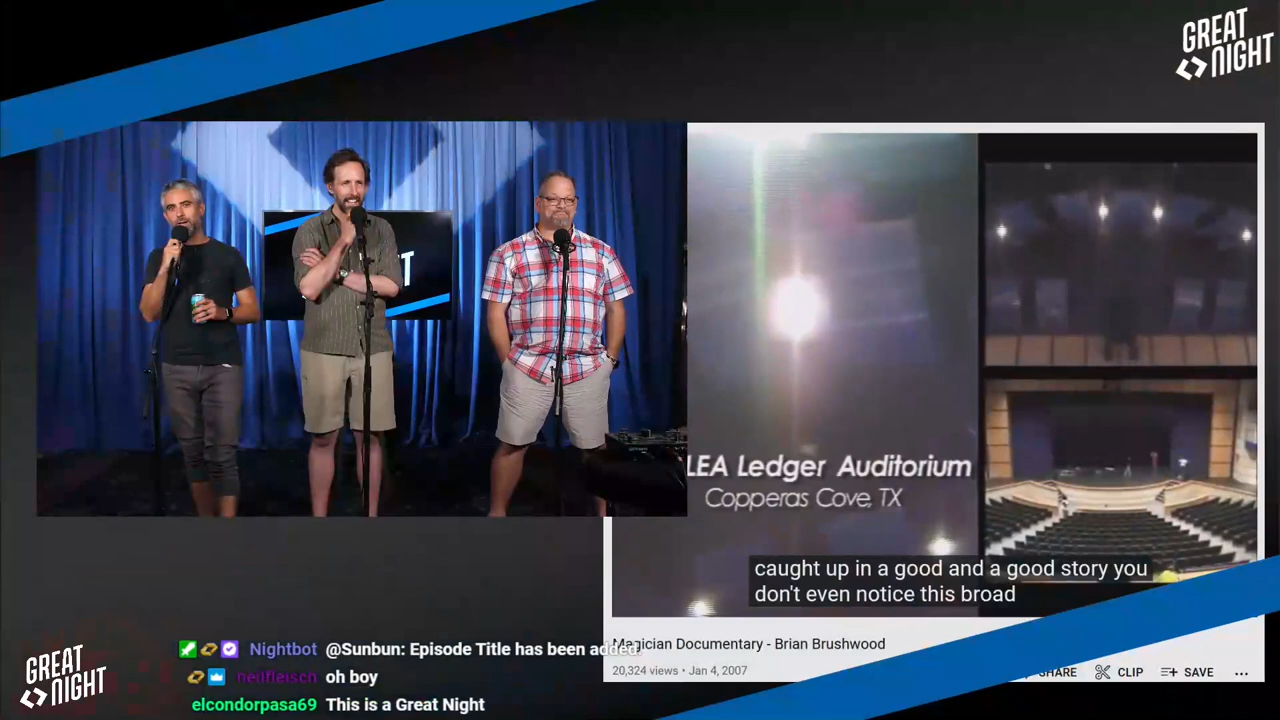 GREAT
NIGHT
LEA Ledger Auditorium
Copperas Cove, TX
caught up in a good and a good story you
don't even notice this broad
Magician Documentary - Brian Brushwood
20,324 views • Jan 4, 2007
SHARE
CLIP
SAVE
Nightbot @Sunbun: Episode Title has been added.
neilfleisch oh boy
elcondorpasa69 This is a Great Night
GREAT
NIGHT